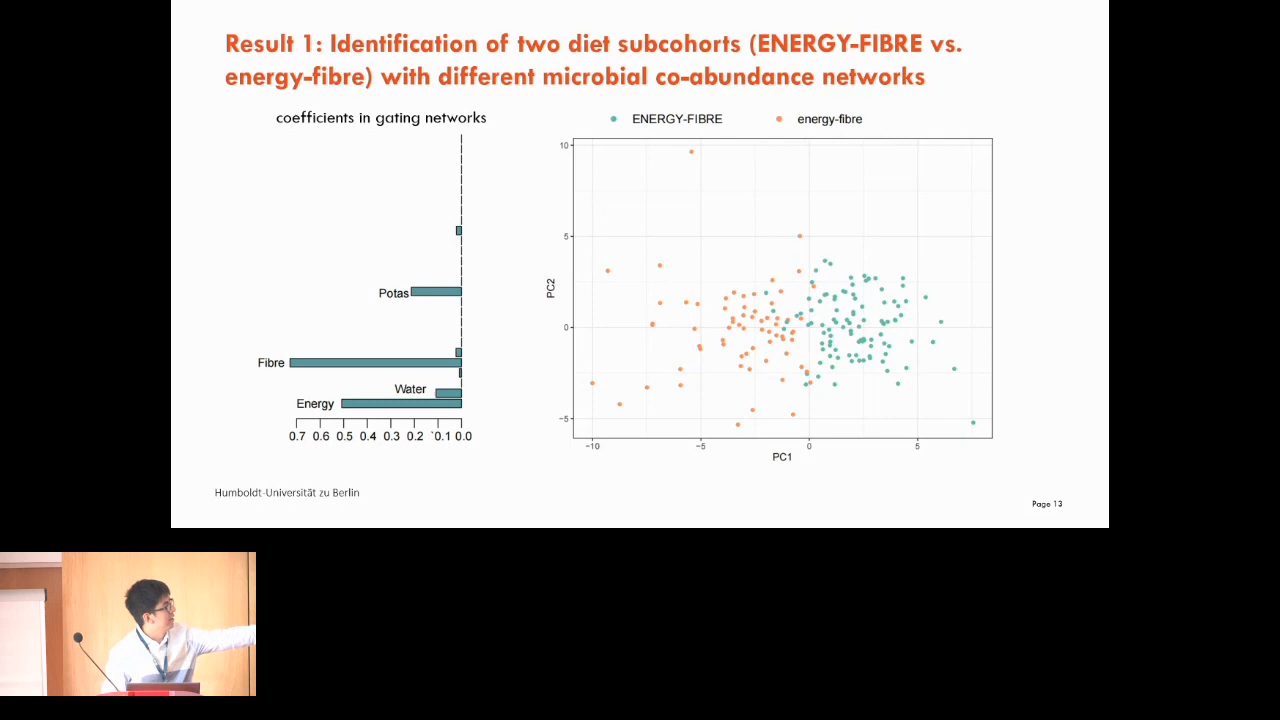 Result 1: Identification of two diet subcohorts (ENERGY-FIBRE vs.
energy-fibre) with different microbial co-abundance networks
coefficients in gating networks
Potas
Fibre
Water
Energy
0.7 0.6 0.5 0.4 0.3 0.2 0.1 0.0
ENERGY-FIBRE energy-fibre
10
5
0
−5
PC2
−10 −5 0 5
PC1
Humboldt-Universität zu Berlin
Page 13